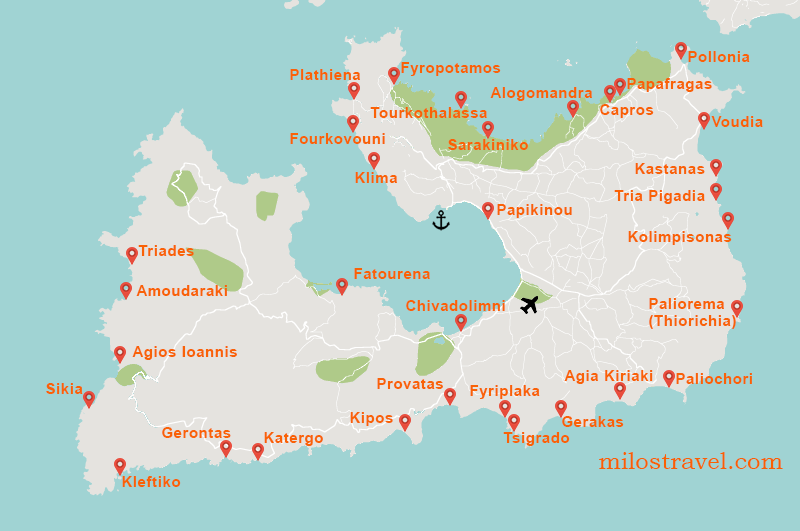 Pollonia
Fyropotamos
Plathiena
Papafragas
Alogomandra
Capros
Tourkothalassa
Voudia
Fourkovouni
Sarakiniko
Kastanas
Klima
Tria Pigadia
Papikinou
Kolimpisonas
Triades
Fatourena
Amoudaraki
Chivadolimni
Paliorema
(Thiorichia)
Agios Ioannis
Agia Kiriaki
Paliochori
Provatas
Sikia
Fyriplaka
Kipos
Gerakas
Gerontas
Katergo
Tsigrado
milostravel.com
Kleftiko